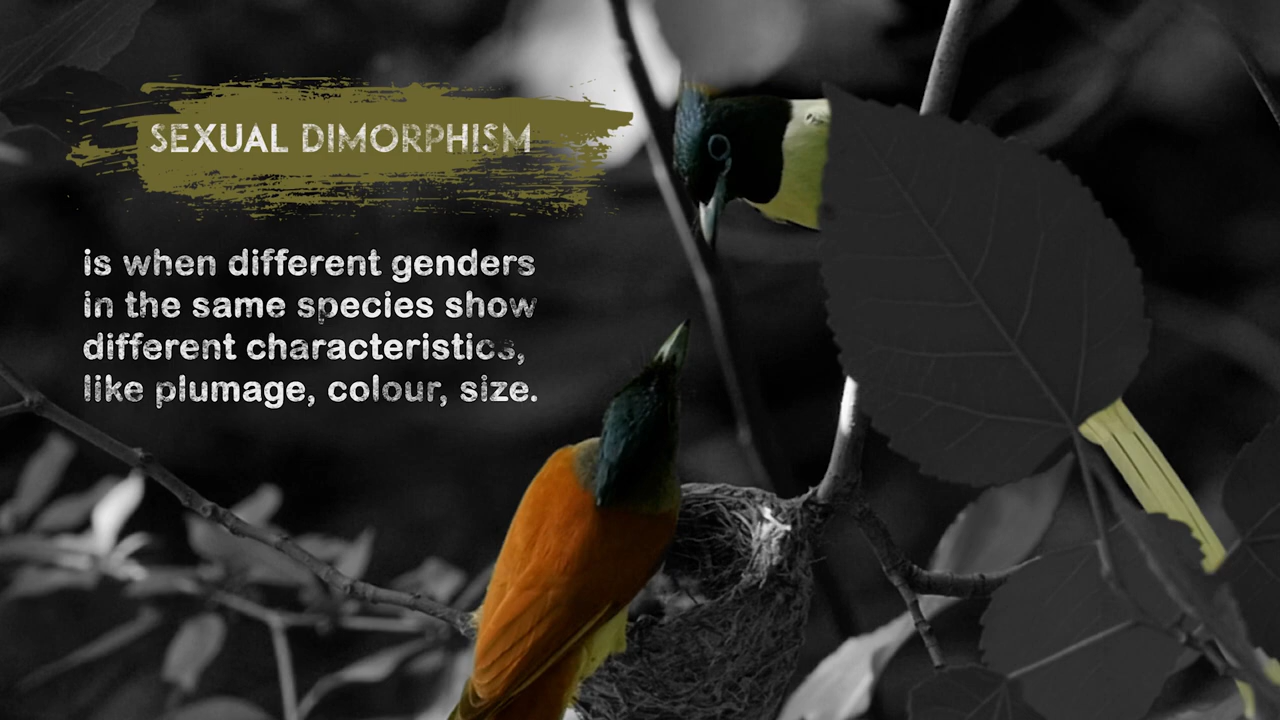 SEXUAL DIMORPHISM
is when different genders
in the same species show
different characteristics,
like plumage, colour, size.